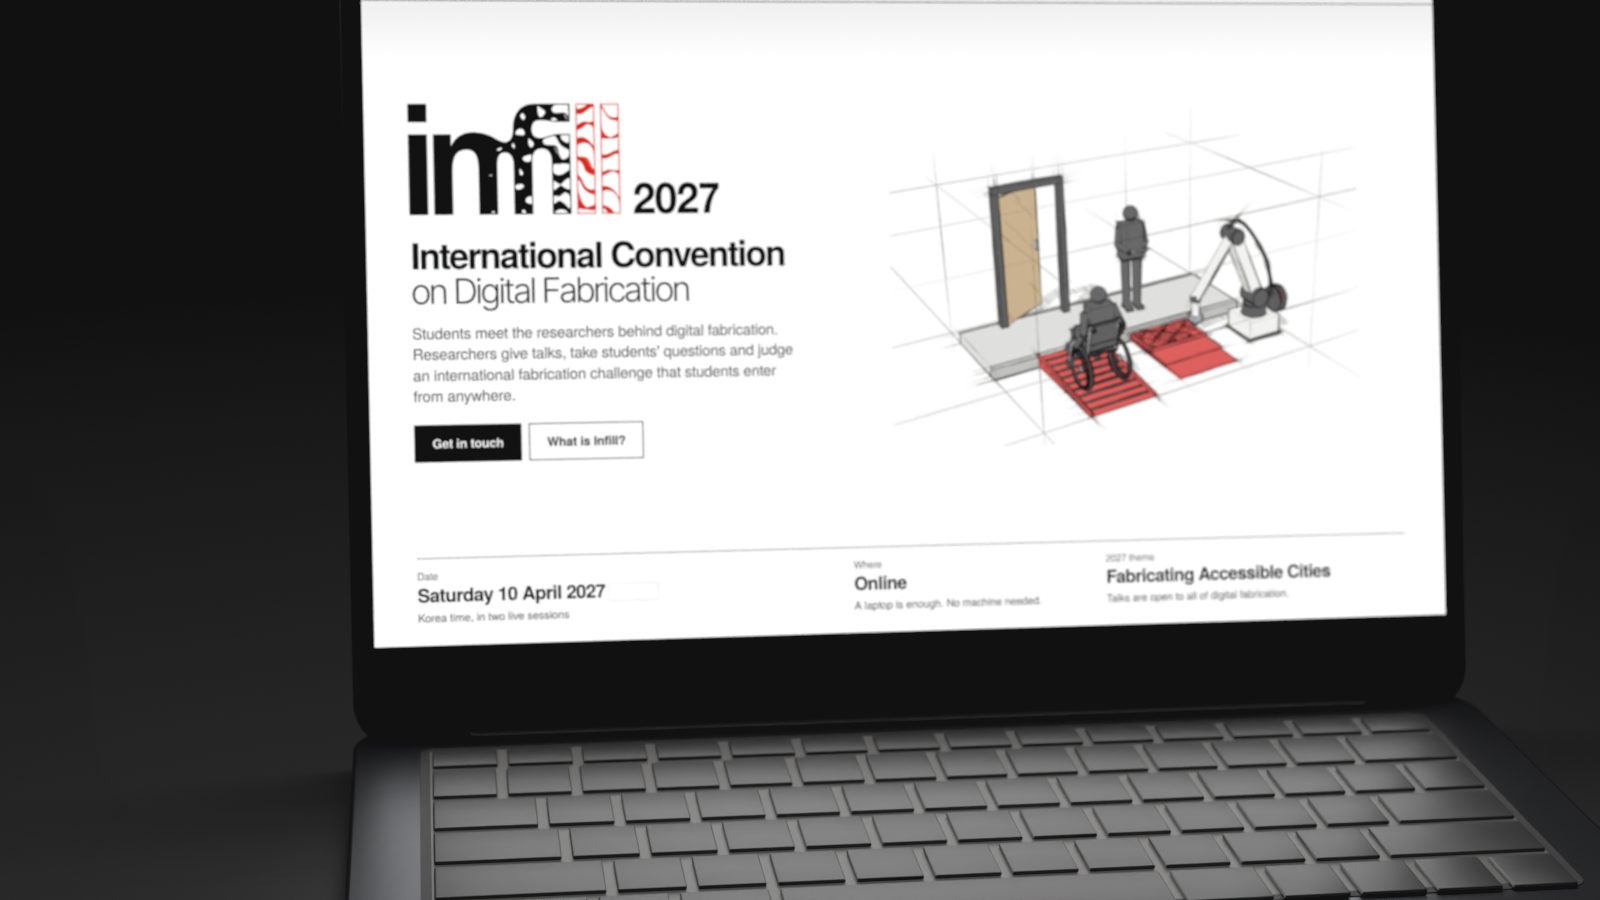 infill 2027
International Convention
on Digital Fabrication
Students meet the researchers behind digital fabrication.
Researchers give talks, take students' questions and judge
an international fabrication challenge that students enter
from anywhere.
Get in touch
What is Infill?
Date
Saturday 10 April 2027
Korea time, in two live sessions
Where
Online
A laptop is enough. No machine needed.
2027 theme
Fabricating Accessible Cities
Talks are open to all of digital fabrication.